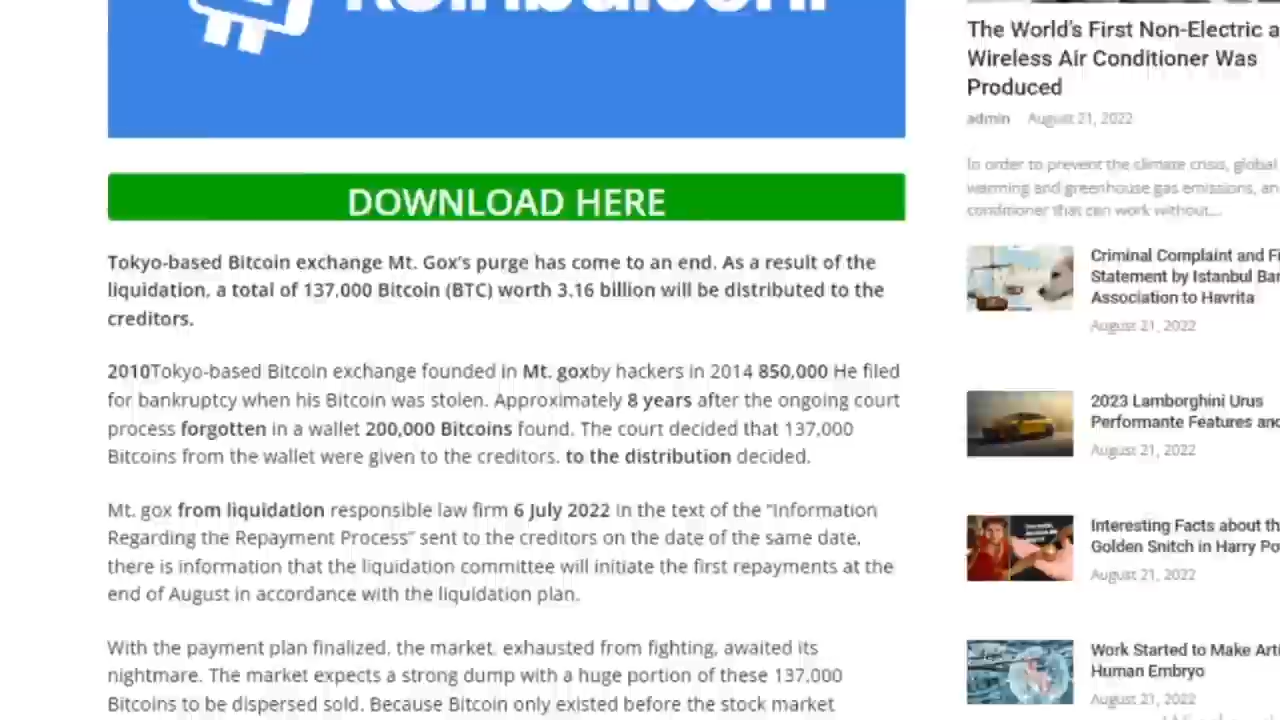 DOWNLOAD HERE
Tokyo-based Bitcoin exchange Mt. Gox's purge has come to an end. As a result of the
liquidation, a total of 137,000 Bitcoin (BTC) worth 3.16 billion will be distributed to the
creditors.
2010Tokyo-based Bitcoin exchange founded in Mt. goxby hackers in 2014 850,000 He filed
for bankruptcy when his Bitcoin was stolen. Approximately 8 years after the ongoing court
process forgotten in a wallet 200,000 Bitcoins found. The court decided that 137,000
Bitcoins from the wallet were given to the creditors. to the distribution decided.
Mt. gox from liquidation responsible law firm 6 July 2022 In the text of the "Information
Regarding the Repayment Process" sent to the creditors on the date of the same date,
there is information that the liquidation committee will initiate the first repayments at the
end of August in accordance with the liquidation plan.
With the payment plan finalized, the market, exhausted from fighting, awaited its
nightmare. The market expects a strong dump with a huge portion of these 137,000
Bitcoins to be dispersed sold. Because Bitcoin only existed before the stock market
The World's First Non-Electric a
Wireless Air Conditioner Was
Produced
admin August 21, 2022
In order to prevent the climate crisis, global
warming and greenhouse gas emissions, an
conditioner that can work without...
Criminal Complaint and Fi
Statement by Istanbul Bar
Association to Havrita
August 21, 2022
2023 Lamborghini Urus
Performante Features and
August 21, 2022
Interesting Facts about th
Golden Snitch in Harry Po
August 21, 2022
Work Started to Make Arti
Human Embryo
August 21, 2022